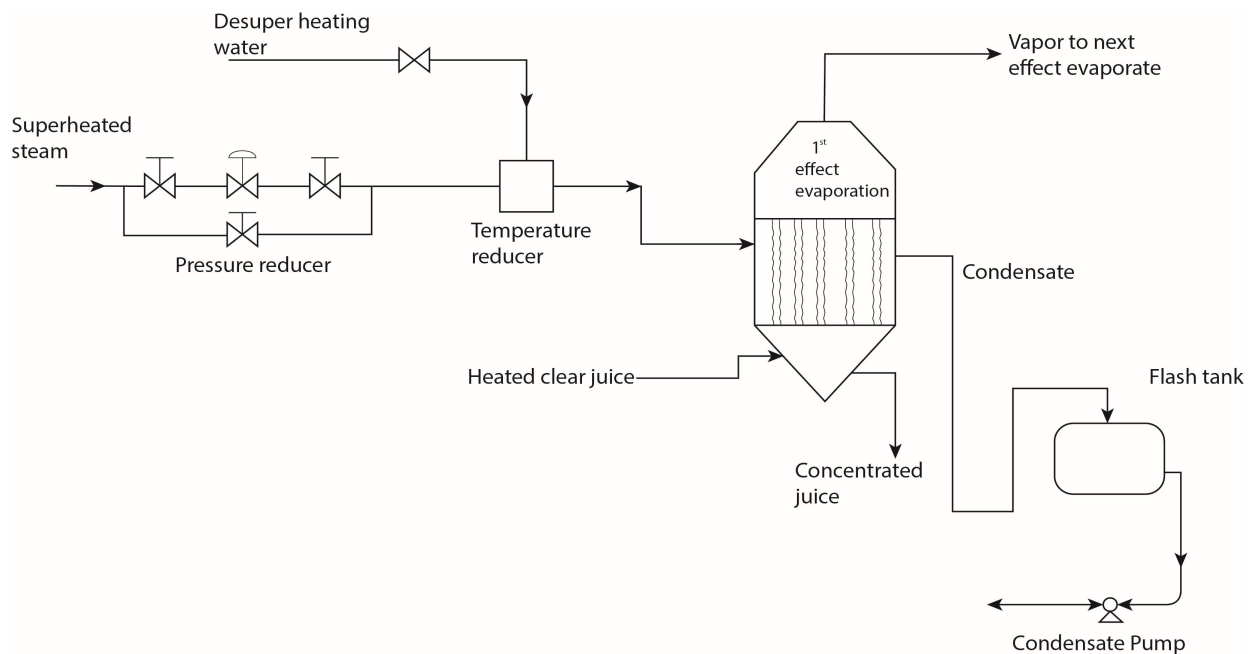 Desuper heating
water
Vapor to next
effect evaporate
Superheated
steam
1st
effect
evaporation
Temperature
reducer
Pressure reducer
Condensate
Heated clear juice
Flash tank
Concentrated
juice
Condensate Pump